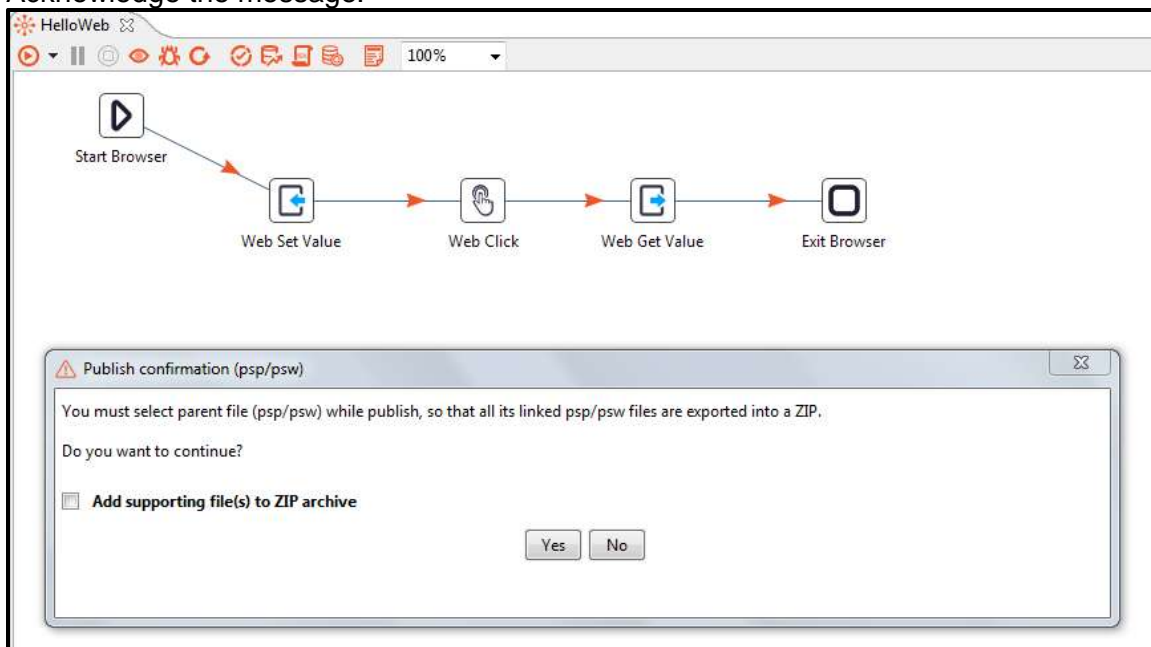 Acknowledge the message.
HelloWeb
100%
Start Browser
Web Set Value
Web Click
Web Get Value
Exit Browser
Publish confirmation (psp/psw)
You must select parent file (psp/psw) while publish, so that all its linked psp/psw files are exported into a ZIP.
Do you want to continue?
Add supporting file(s) to ZIP archive
Yes
No